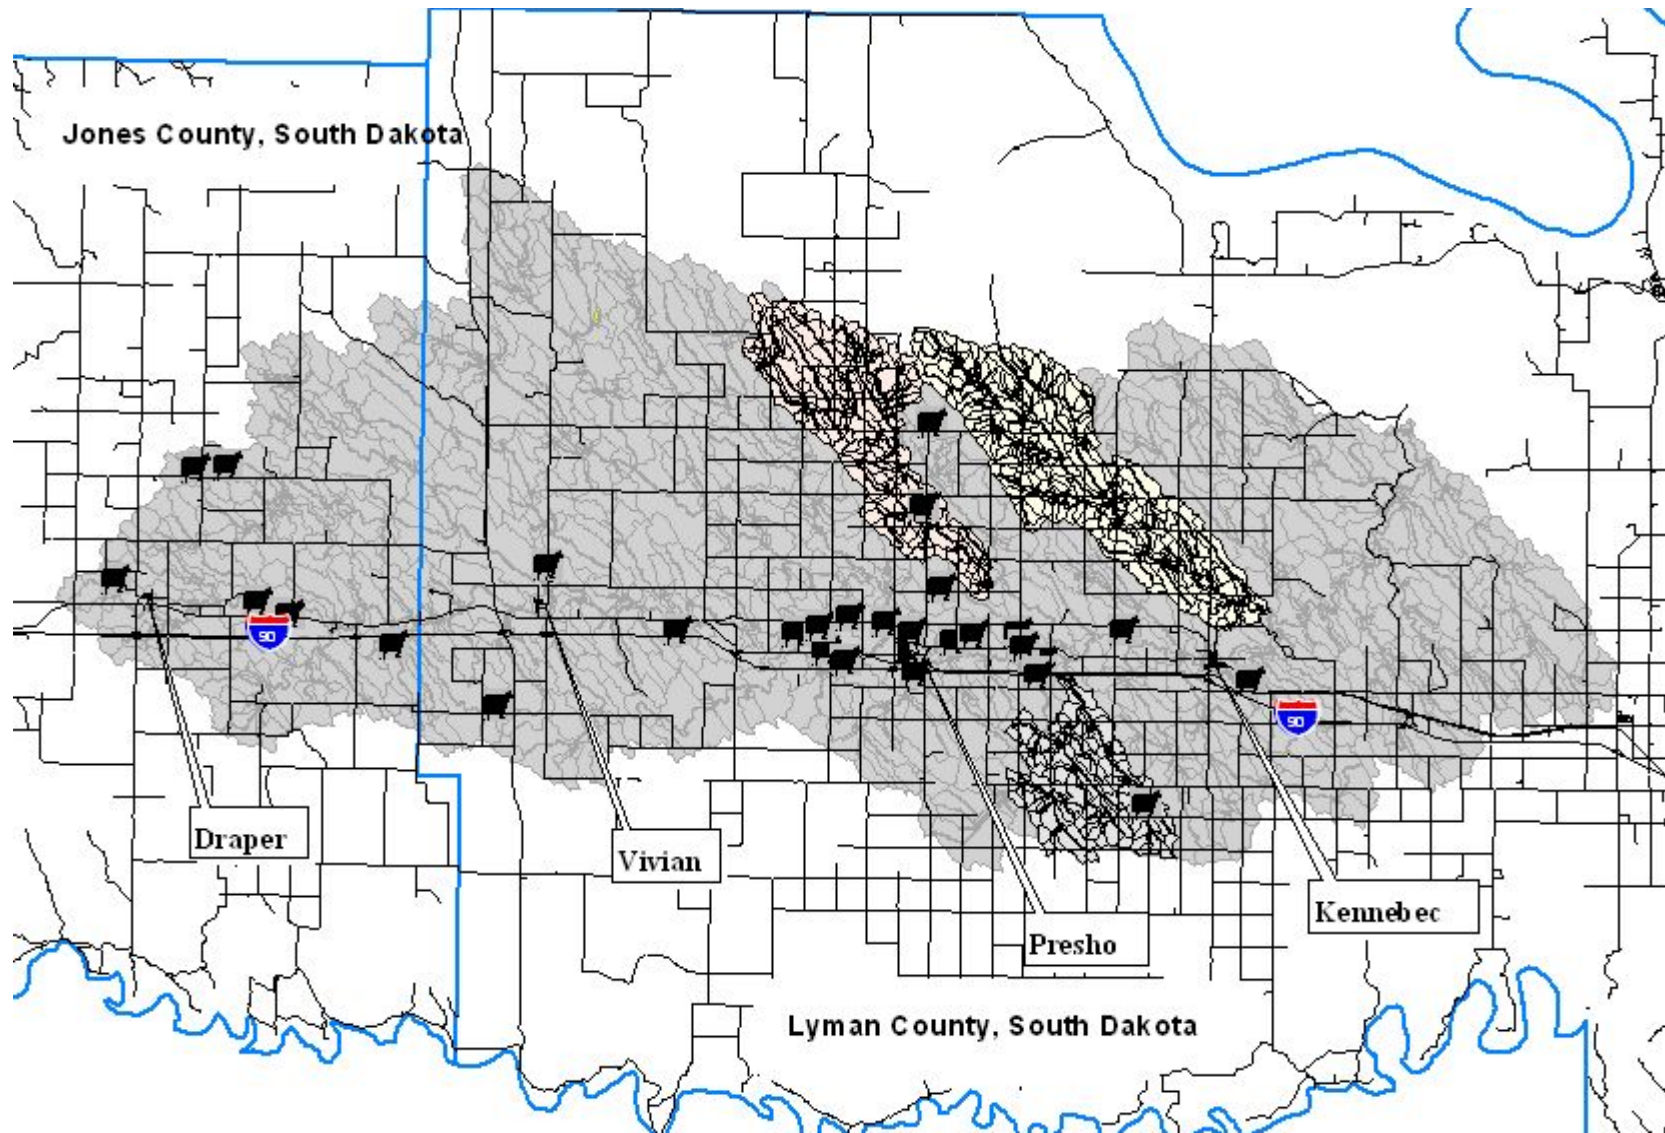 Jones County, South Dakota
90
90
Draper
Vivian
Kennebec
Presho
Lyman County, South Dakota